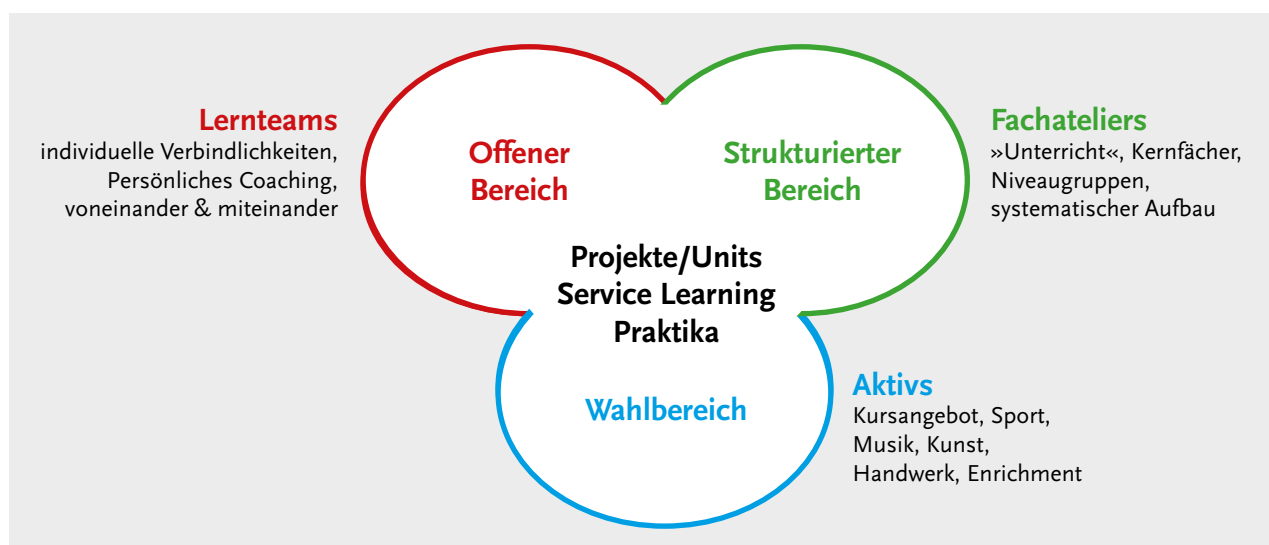 Lernteams
individuelle Verbindlichkeiten,
Persönliches Coaching,
voneinander & miteinander
Offener
Bereich
Strukturierter
Bereich
Fachateliers
»Unterricht«, Kernfächer,
Niveaugruppen,
systematischer Aufbau
Projekte/Units
Service Learning
Praktika
Wahlbereich
Aktivs
Kursangebot, Sport,
Musik, Kunst,
Handwerk, Enrichment